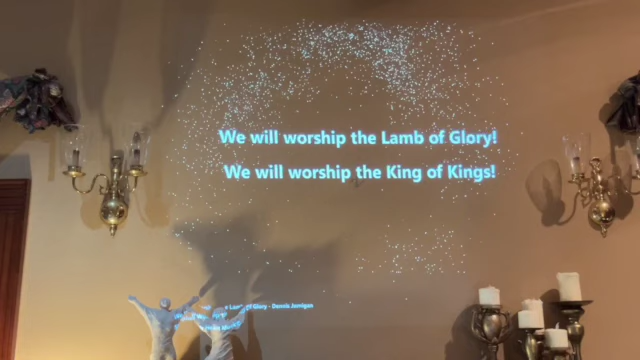 We will worship the Lamb of Glory!
We will worship the King of Kings!
Lamb of Glory - Dennis Jernigan